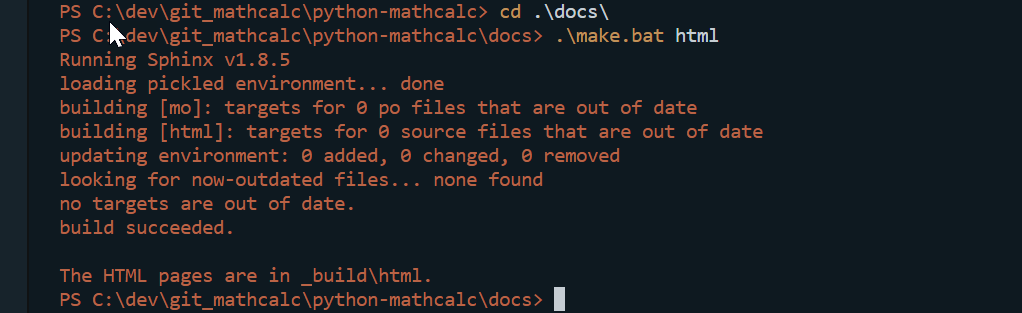 PS C:\dev\git_mathcalc\python-mathcalc> cd .\docs\
PS C:\dev\git_mathcalc\python-mathcalc\docs> .\make.bat html
Running Sphinx v1.8.5
loading pickled environment... done
building [mo]: targets for 0 po files that are out of date
building [html]: targets for 0 source files that are out of date
updating environment: 0 added, 0 changed, 0 removed
looking for now-outdated files... none found
no targets are out of date.
build succeeded.
The HTML pages are in _build\html.
PS C:\dev\git_mathcalc\python-mathcalc\docs>